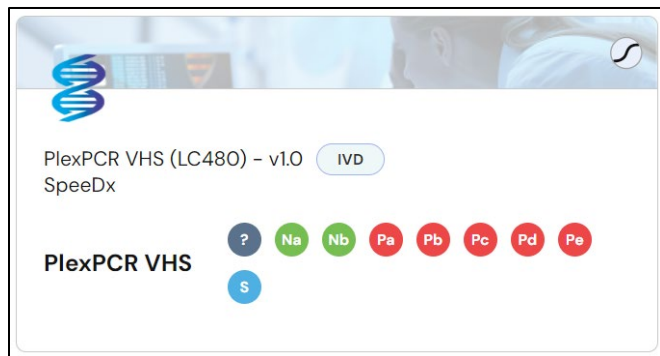 PlexPCR VHS (LC480) - v1.0 IVD
SpeeDx
PlexPCR VHS ? Na Nb Pa Pb Pc Pd Pe
S